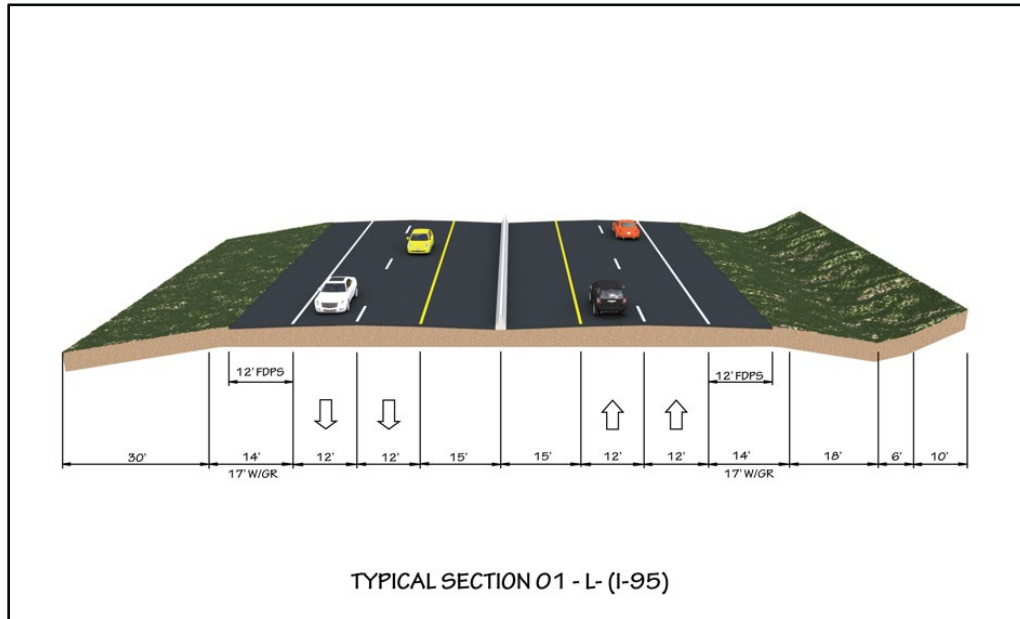 12' FDPS 12' FDPS
30' 14' 12' 12' 15' 15' 12' 12' 14' 18' 6' 10'
17' W/GR 17' W/GR
TYPICAL SECTION 01 - L- (I-95)